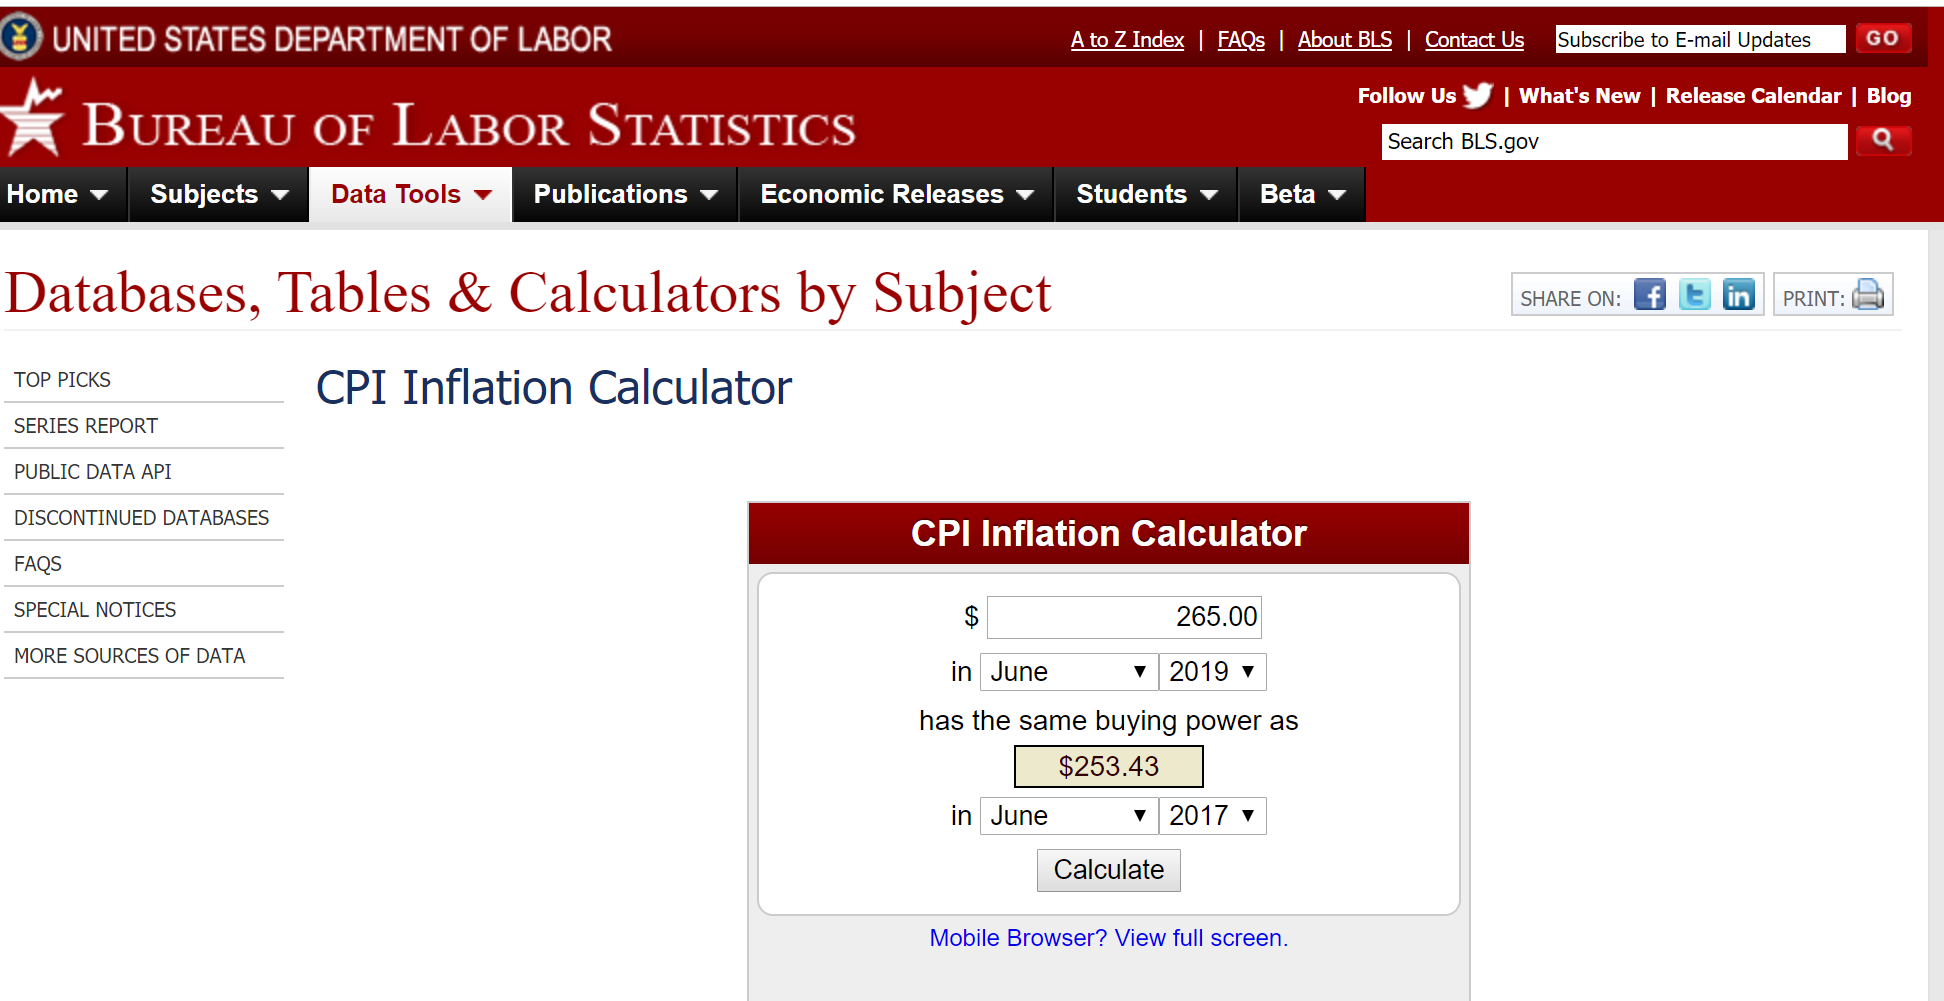 UNITED STATES DEPARTMENT OF LABOR
A to Z Index | FAQs | About BLS | Contact Us Subscribe to E-mail Updates GO
BUREAU OF LABOR STATISTICS
Follow Us | What's New | Release Calendar | Blog
Search BLS.gov
Home Subjects Data Tools Publications Economic Releases Students Beta
Databases, Tables & Calculators by Subject
SHARE ON: PRINT:
TOP PICKS
SERIES REPORT
PUBLIC DATA API
DISCONTINUED DATABASES
FAQS
SPECIAL NOTICES
MORE SOURCES OF DATA
CPI Inflation Calculator
CPI Inflation Calculator
$ 265.00
in June 2019
has the same buying power as
$253.43
in June 2017
Calculate
Mobile Browser? View full screen.